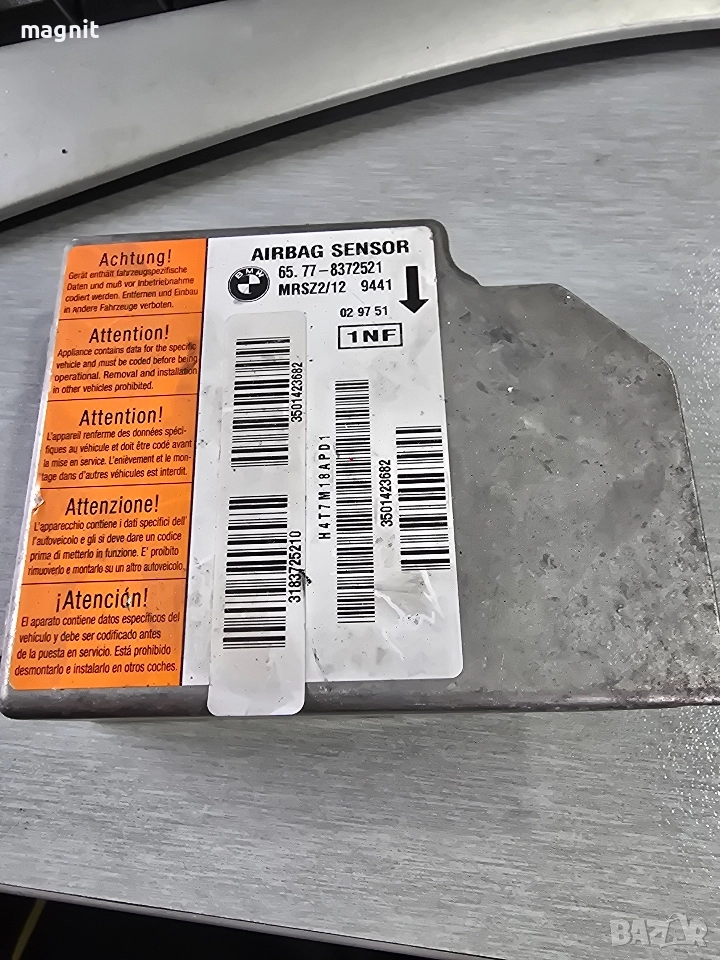 magnit
Achtung!
Gerät enthält fahrzeugspezifische
Daten und muß vor Inbetriebnahme
codiert werden. Entfernen und Einbau
in andere Fahrzeuge verboten.
Attention!
Appliance contains data for the specific
vehicle and must be coded before being
operational. Removal and installation
in other vehicles prohibited.
Attention!
L'appareil renferme des données spéci-
fiques au véhicule et doit être codé avant
la mise en service. L'enièvement et le mon-
tage dans d'autres véhicules est interdit.
Attenzione!
L'apparecchio contiene i dati specifici dell'
l'autoveicolo e gli si deve dare un codice
prima di metterlo in funzione. E' proibito
rimuoverlo e montarlo su un altro autoveicolo.
¡Atención!
El aparato contiene datos específicos del
vehículo y debe ser codificado antes
de la puesta en servicio. Está prohibido
desmontarlo e instalarlo en otros coches.
AIRBAG SENSOR
BMW
65.77-8372521
MRSZ2/12 9441
02 97 51
1NF
3501423682
3183725210
H4T7M18APD1
3501423682
BAZAR